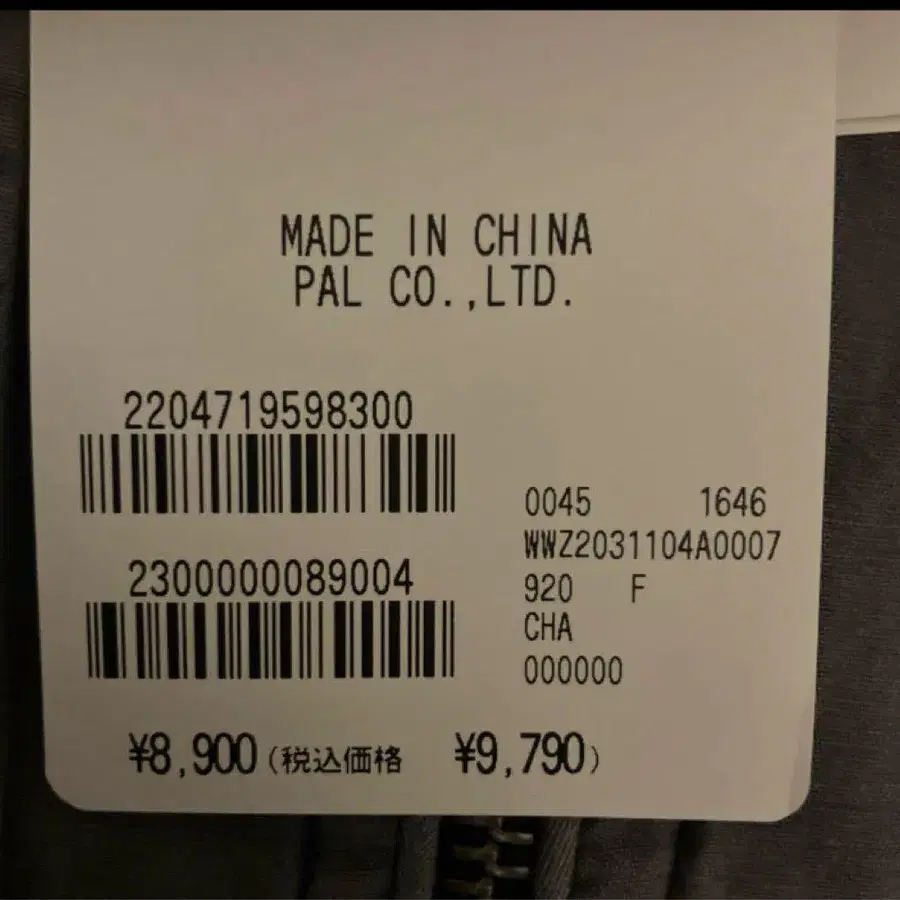 MADE IN CHINA
PAL CO.,LTD.
2204719598300
2300000089004
0045 1646
WWZ2031104A0007
920 F
CHA
000000
¥8,900(税込価格 ¥9,790)